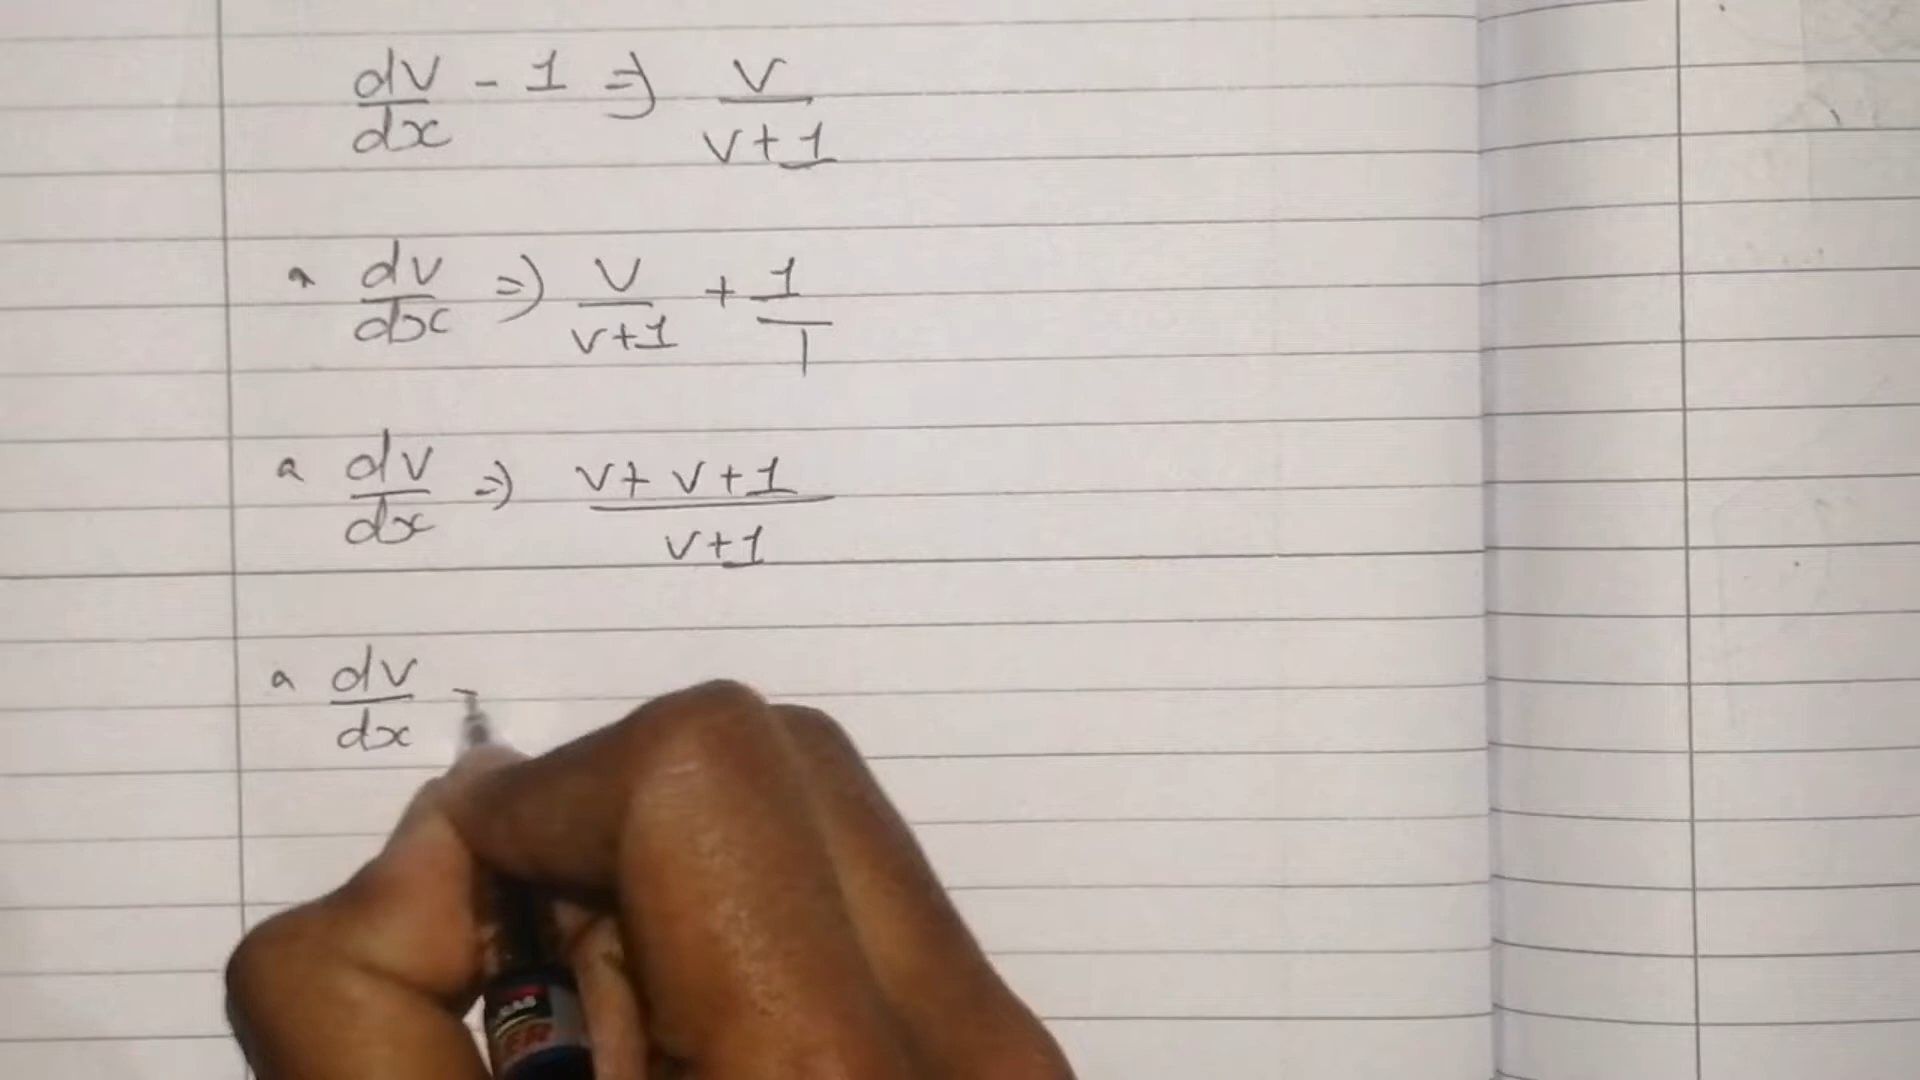 dv/dx - 1 => v/v+1
a dv/dx => v/v+1 + 1/1
a dv/dx => v+v+1/v+1
a dv/dx =